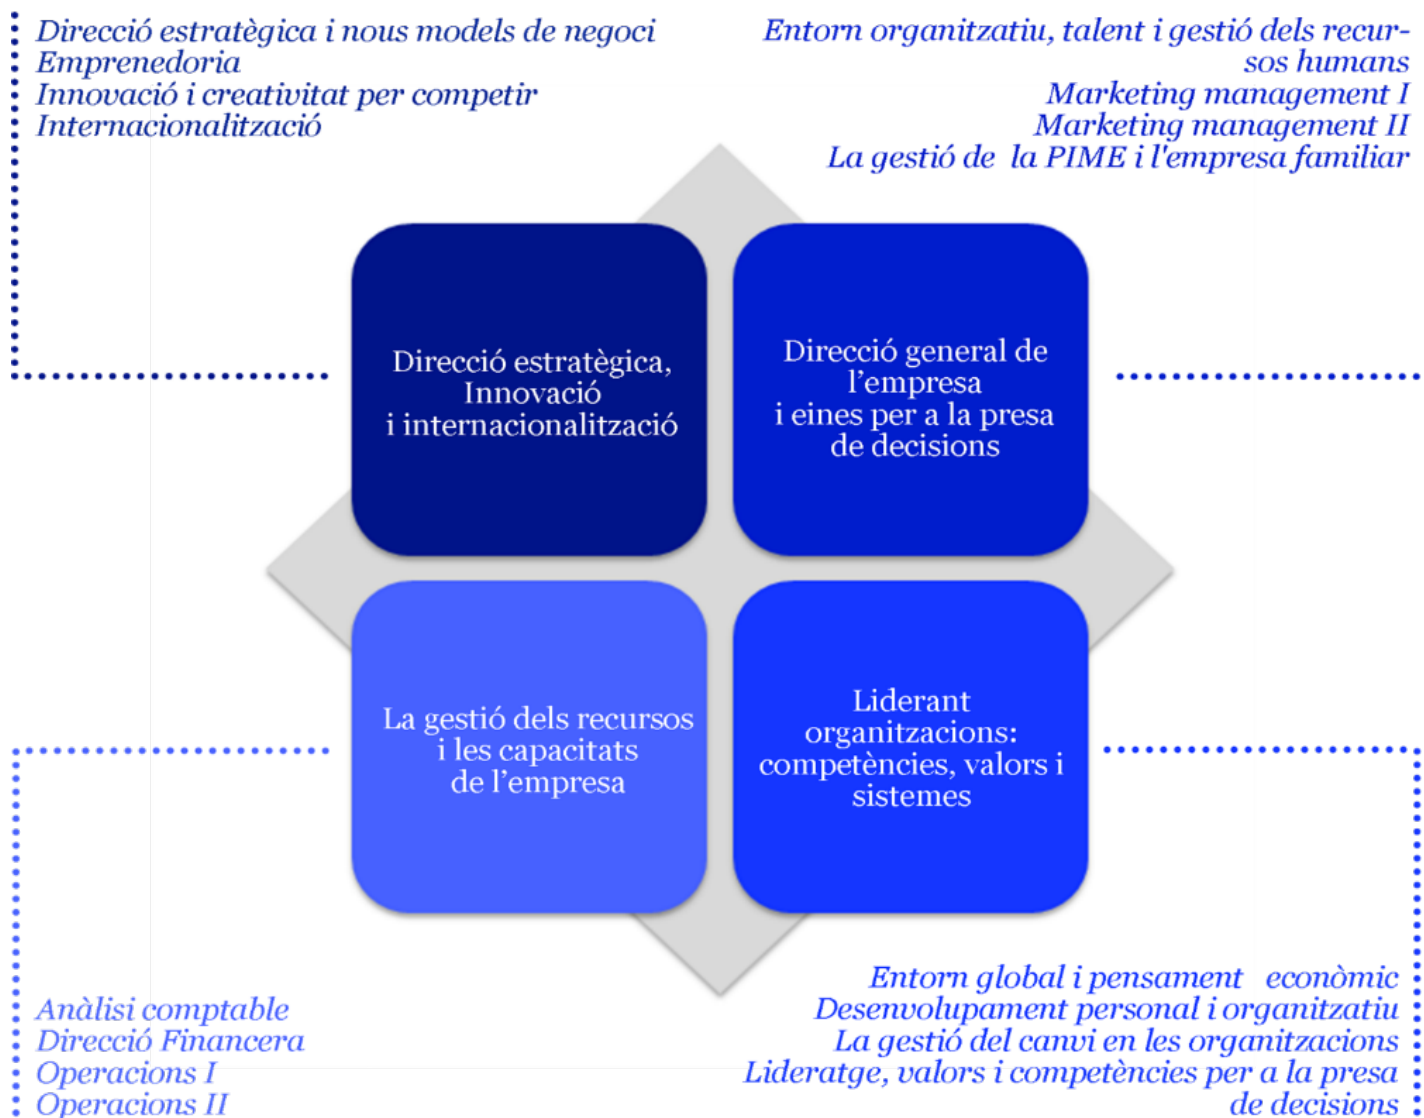 Direcció estratègica i nous models de negoci
Emprenedoria
Innovació i creativitat per competir
Internacionalització
Entorn organitzatiu, talent i gestió dels recur-
sos humans
Marketing management I
Marketing management II
La gestió de la PIME i l'empresa familiar
Direcció estratègica,
Innovació
i internacionalització
Direcció general de
l’empresa
i eines per a la presa
de decisions
La gestió dels recursos
i les capacitats
de l’empresa
Liderant
organitzacions:
competències, valors i
sistemes
Anàlisi comptable
Direcció Financera
Operacions I
Operacions II
Entorn global i pensament econòmic
Desenvolupament personal i organitzatiu
La gestió del canvi en les organitzacions
Lideratge, valors i competències per a la presa
de decisions